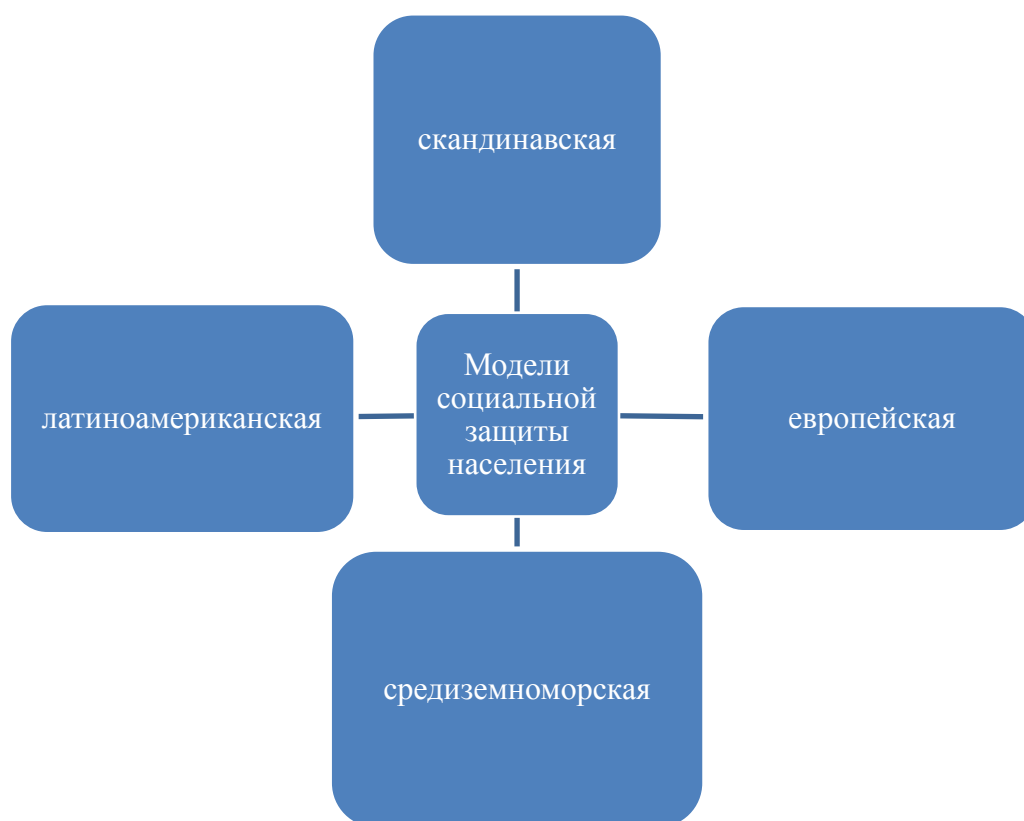 скандинавская
латиноамериканская
Модели
социальной
защиты
населения
европейская
средиземноморская